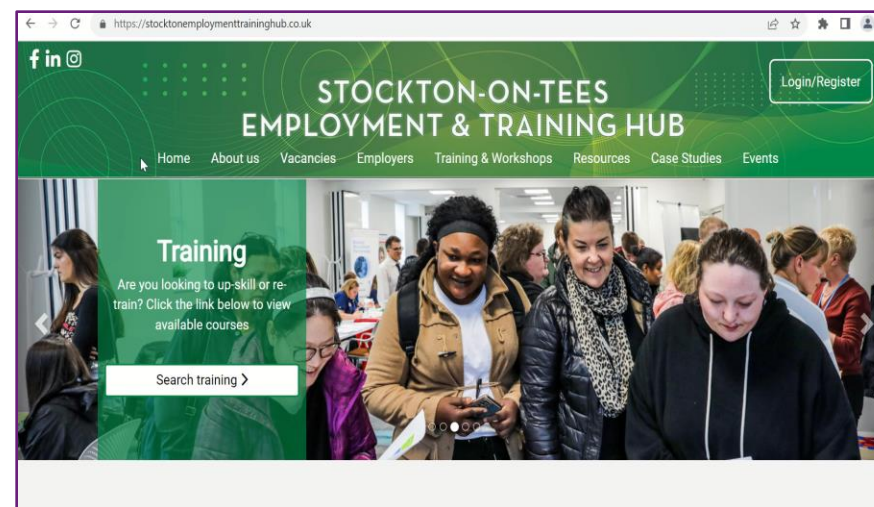 https://stocktonemploymenttraininghub.co.uk
f in
Login/Register
STOCKTON-ON-TEES
EMPLOYMENT & TRAINING HUB
Home About us Vacancies Employers Training & Workshops Resources Case Studies Events
Training
Are you looking to up-skill or re-
train? Click the link below to view
available courses
Search training >